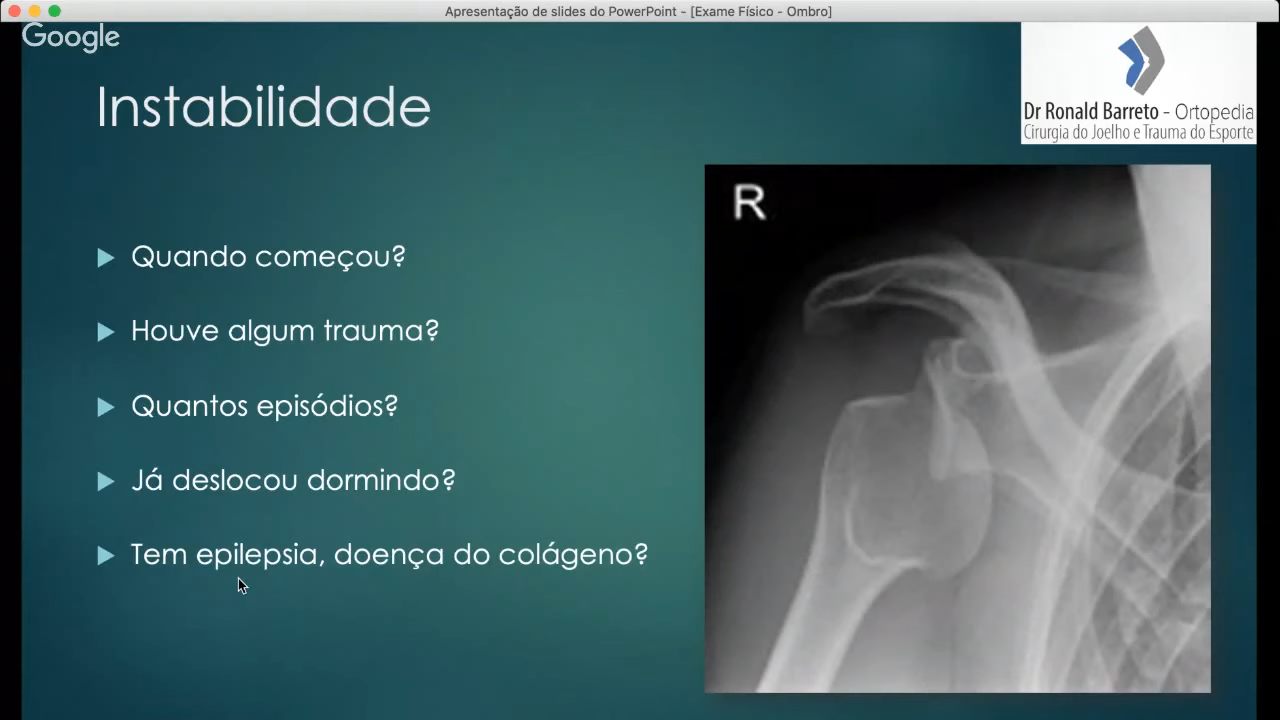 Apresentação de slides do PowerPoint - [Exame Físico - Ombro]
Google
Instabilidade
Dr Ronald Barreto - Ortopedia
Cirurgia do Joelho e Trauma do Esporte
R
Quando começou?
Houve algum trauma?
Quantos episódios?
Já deslocou dormindo?
Tem epilepsia, doença do colágeno?